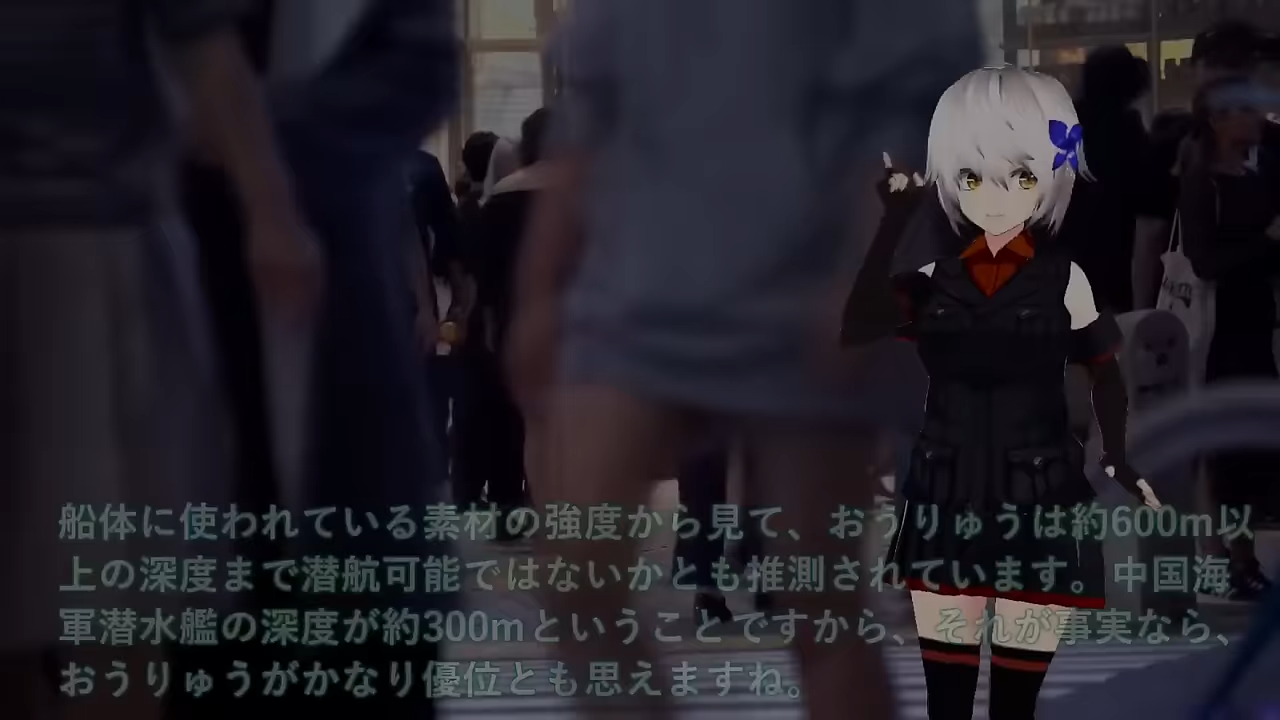 船体に使われている素材の強度から見て、おうりゅうは約600m以
上の深度まで潜航可能ではないかとも推測されています。中国海
軍潜水艦の深度が約300mということですから、それが事実なら、
おうりゅうがかなり優位とも思えますね。